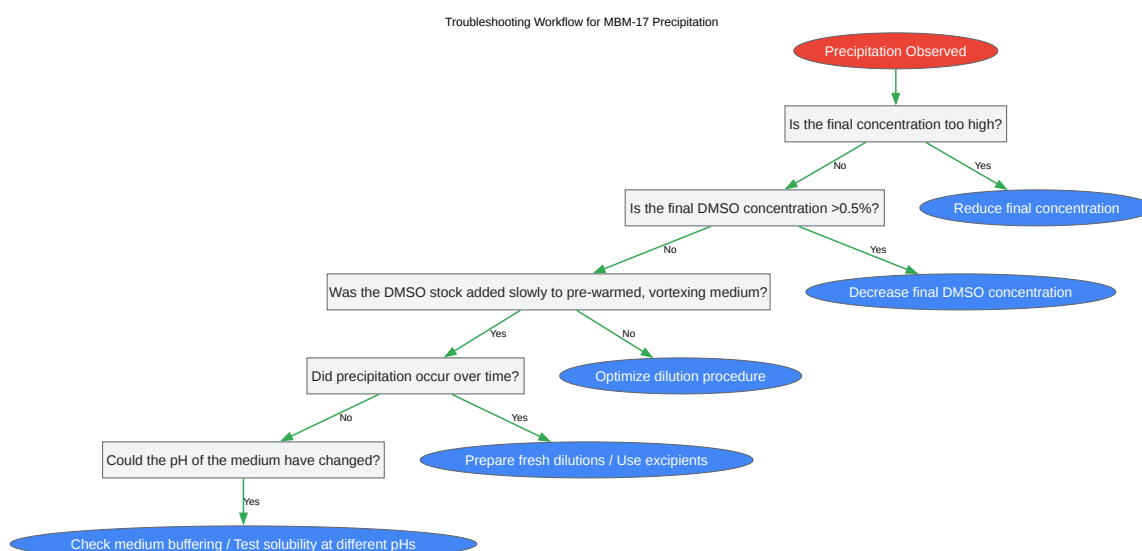 Troubleshooting Workflow for MBM-17 Precipitation
Precipitation Observed
Is the final concentration too high?
No
Yes
Is the final DMSO concentration >0.5%?
Reduce final concentration
No
Yes
Was the DMSO stock added slowly to pre-warmed, vortexing medium?
Decrease final DMSO concentration
Yes
No
Did precipitation occur over time?
Optimize dilution procedure
No
Yes
Could the pH of the medium have changed?
Prepare fresh dilutions / Use excipients
Yes
Check medium buffering / Test solubility at different pHs